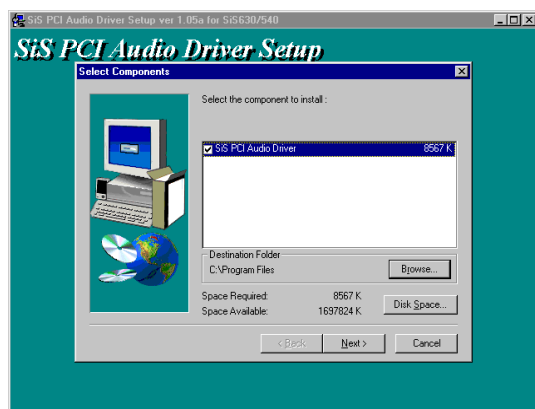 SiS PCI Audio Driver Setup ver 1.05a for SiS630/540
SiS PCI Audio Driver Setup
Select Components
Select the component to install :
SiS PCI Audio Driver 8567 K
Destination Folder
C:\Program Files
Browse...
Space Required: 8567 K
Space Available: 1697824 K
Disk Space...
< Back Next > Cancel